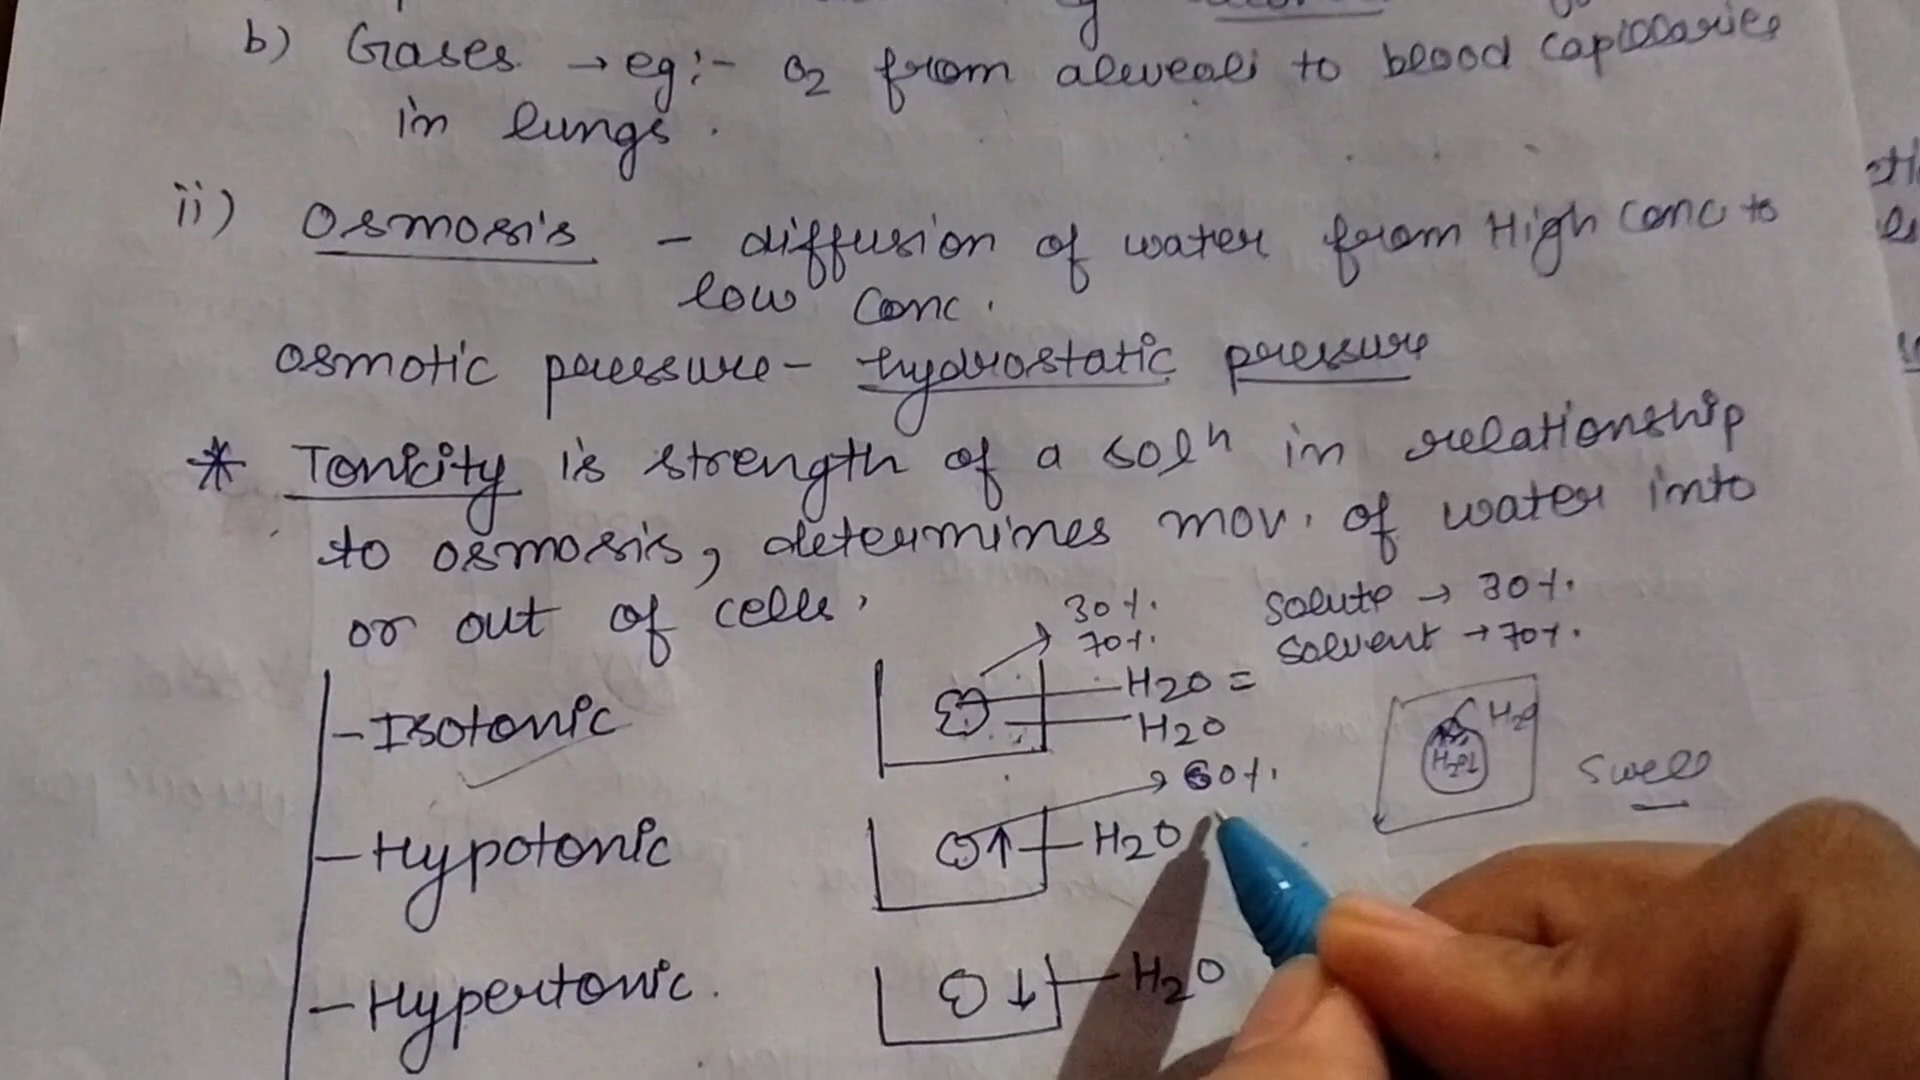 b) Gases → eg:- O2 from alveoli to blood capillaries
in lungs.
ii) Osmosis - diffusion of water from High conc to
low conc.
Osmotic pressure - hydrostatic pressure
* Tonicity is strength of a solⁿ in relationship
to osmosis, determines mov. of water into
or out of cells.
30%.
70%.
Solute → 30%.
Solvent → 70%.
- Isotonic
H2O =
H2O
H2O
Swell
60%.
- Hypotonic
↑
H2O
- Hypertonic.
↓
H2O